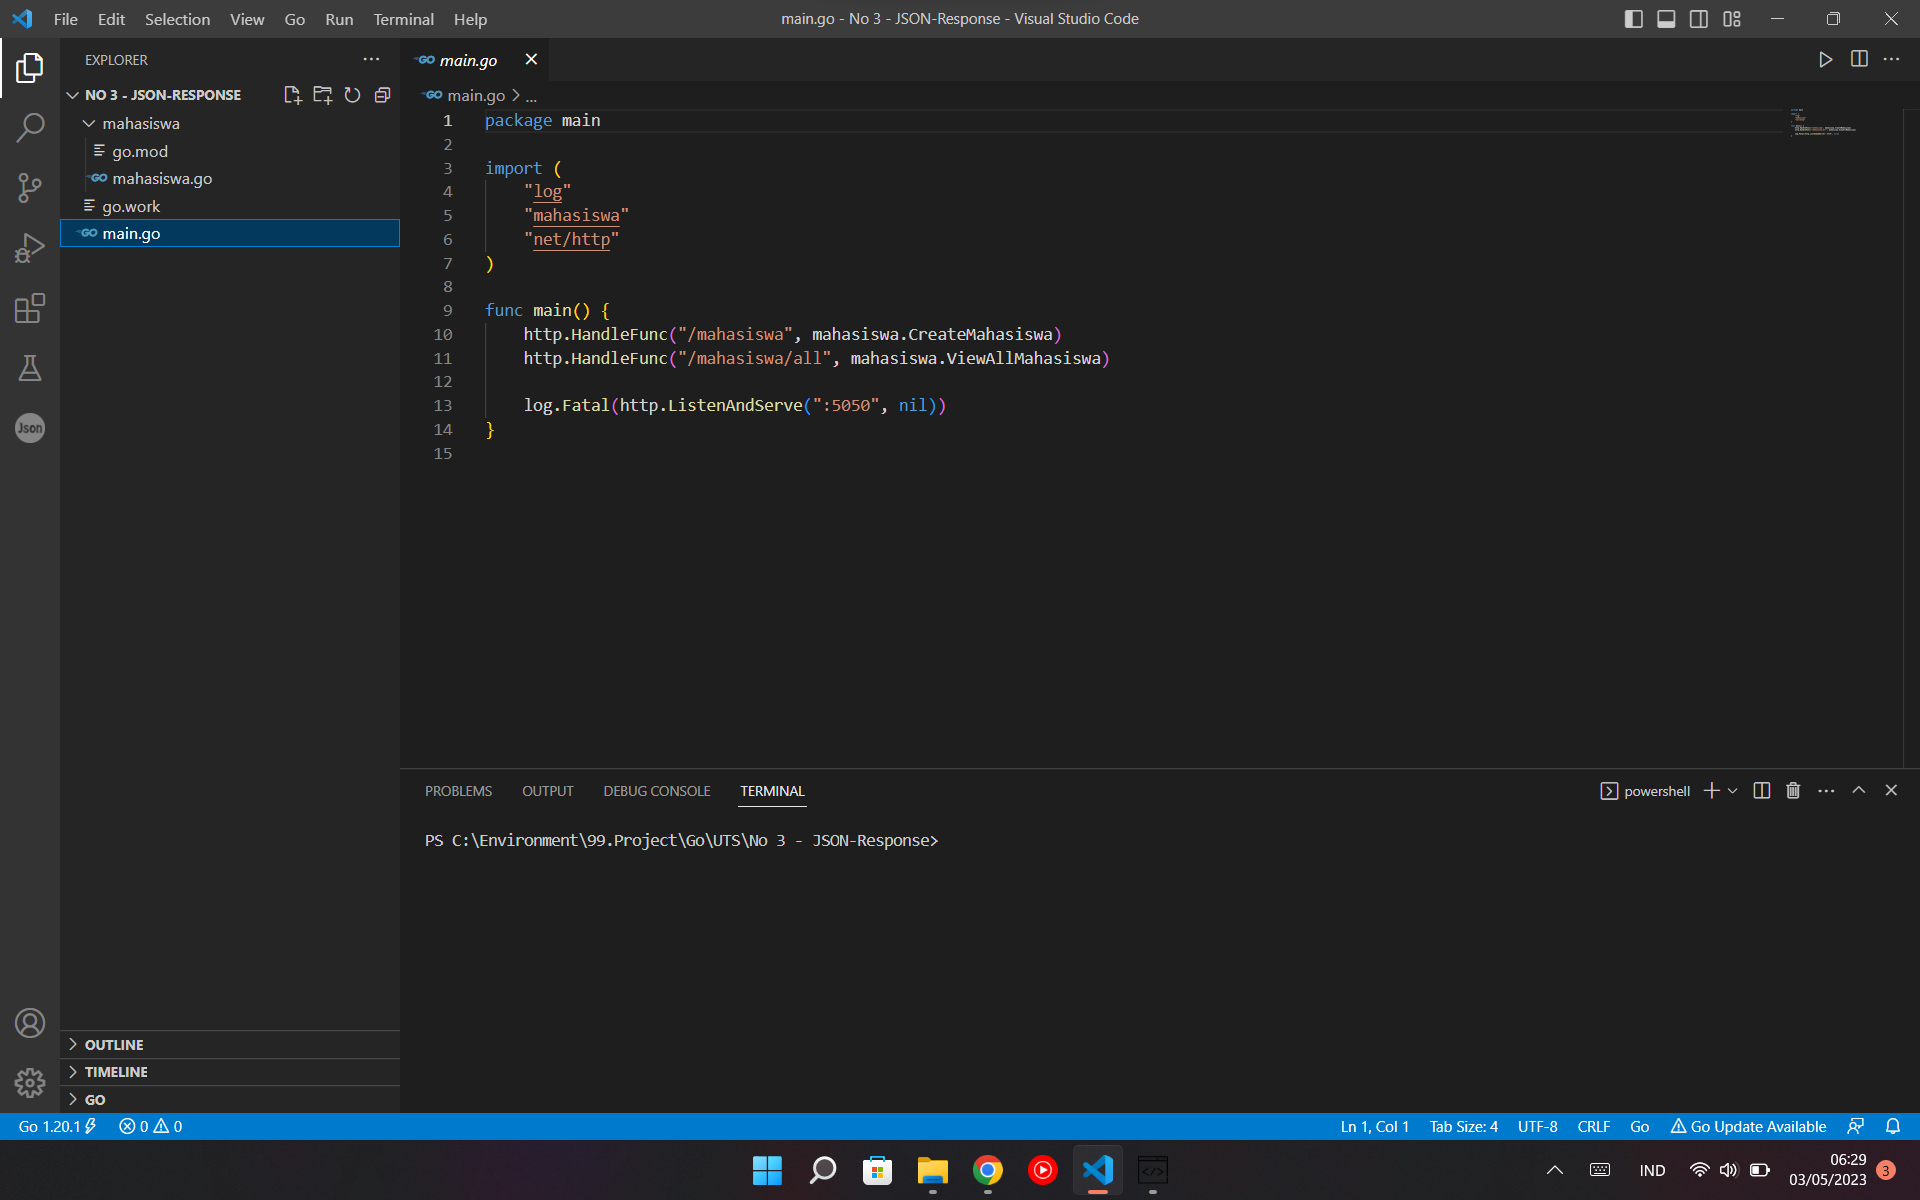 File Edit Selection View Go Run Terminal Help
main.go - No 3 - JSON-Response - Visual Studio Code
EXPLORER
NO 3 - JSON-RESPONSE
mahasiswa
go.mod
GO mahasiswa.go
go.work
GO main.go
Json
OUTLINE
TIMELINE
GO
GO main.go
GO main.go > ...
1 package main
2
3 import (
4 "log"
5 "mahasiswa"
6 "net/http"
7 )
8
9 func main() {
10 http.HandleFunc("/mahasiswa", mahasiswa.CreateMahasiswa)
11 http.HandleFunc("/mahasiswa/all", mahasiswa.ViewAllMahasiswa)
12
13 log.Fatal(http.ListenAndServe(":5050", nil))
14 }
15
PROBLEMS OUTPUT DEBUG CONSOLE TERMINAL
powershell
PS C:\Environment\99.Project\Go\UTS\No 3 - JSON-Response>
Go 1.20.1 0 0
Ln 1, Col 1 Tab Size: 4 UTF-8 CRLF Go Go Update Available
IND
06:29
03/05/2023
3